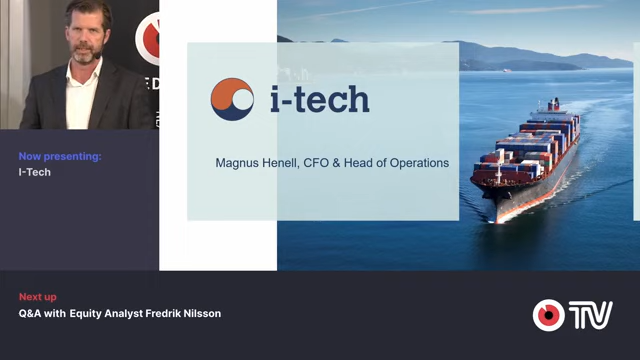 i-tech
Magnus Henell, CFO & Head of Operations
Now presenting:
I-Tech
Next up
Q&A with Equity Analyst Fredrik Nilsson
TV